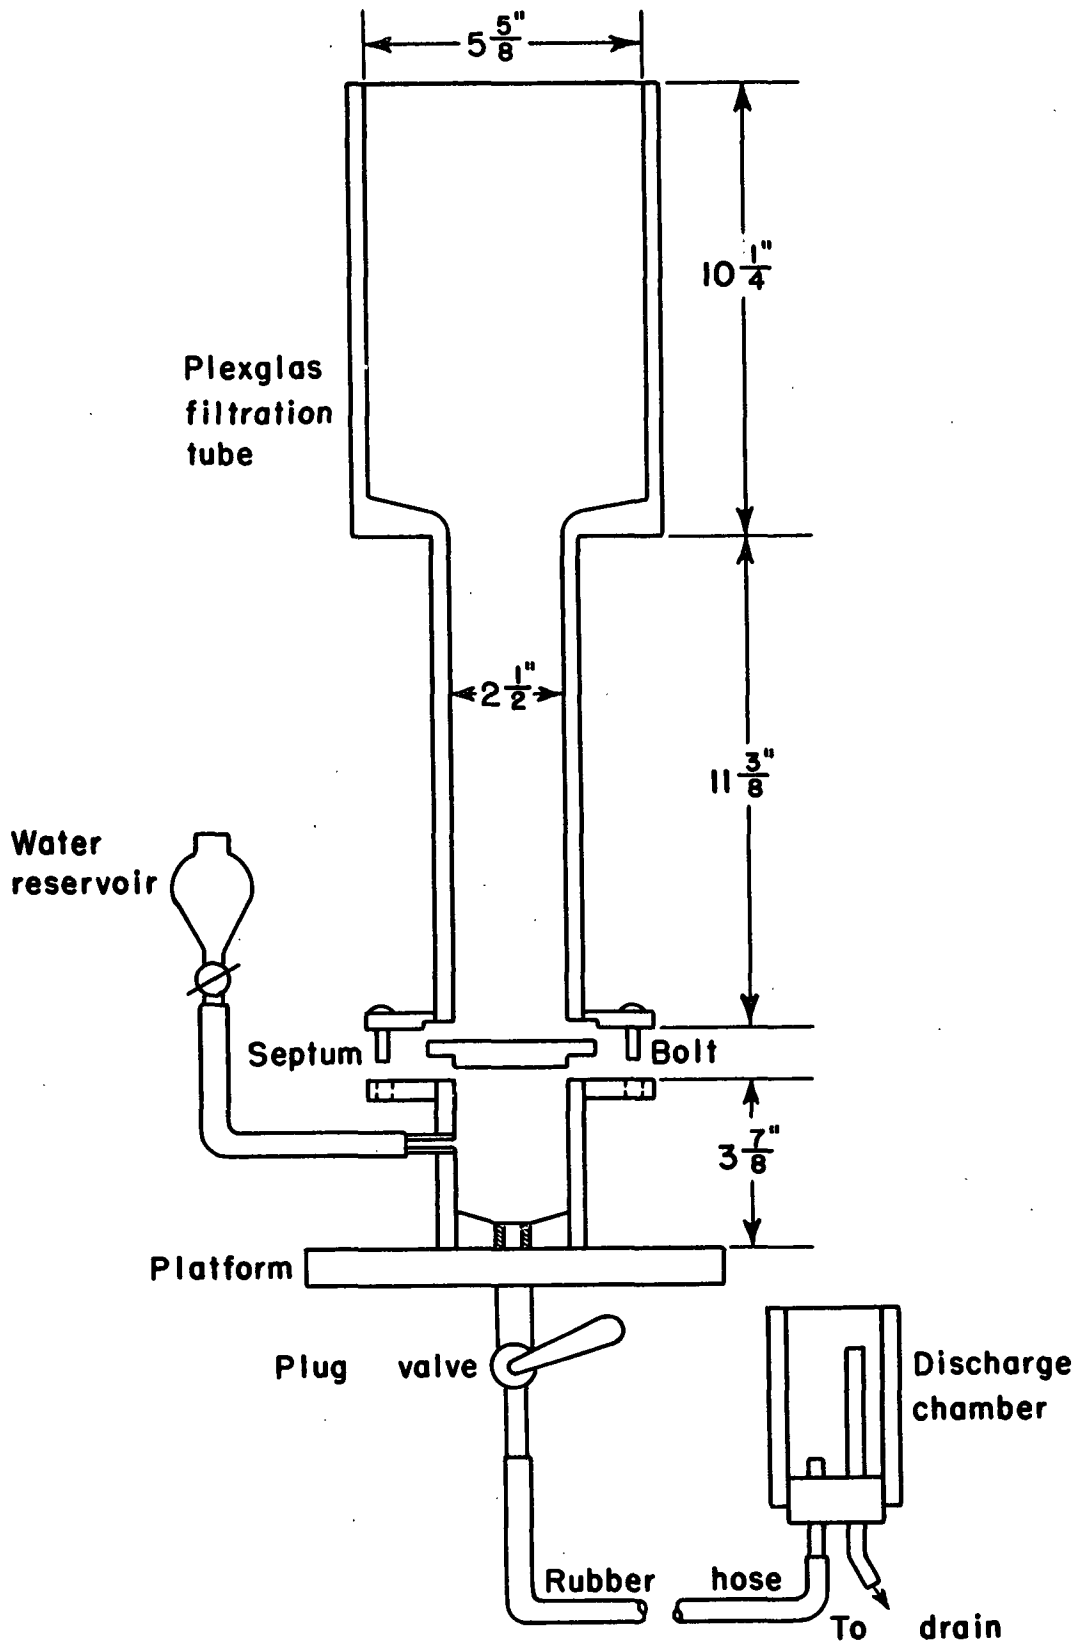 5 5/8"
10 1/4"
Plexglas
filtration
tube
2 1/2"
11 3/8"
Water
reservoir
Septum
Bolt
3 7/8"
Platform
Plug valve
Discharge
chamber
Rubber hose
To drain